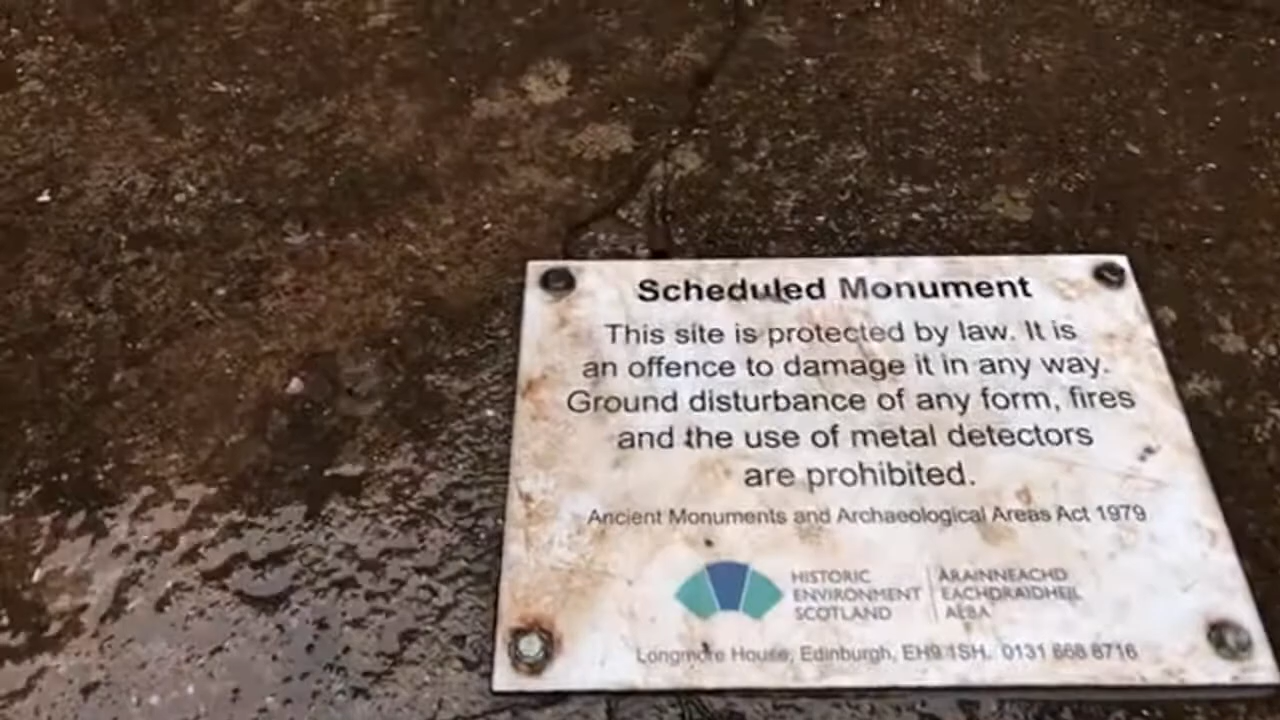 Scheduled Monument
This site is protected by law. It is
an offence to damage it in any way.
Ground disturbance of any form, fires
and the use of metal detectors
are prohibited.
Ancient Monuments and Archaeological Areas Act 1979
HISTORIC
ENVIRONMENT
SCOTLAND
ÀRAINNEACHD
EACHDRAIDHEIL
ALBA
Longmore House, Edinburgh, EH9 1SH. 0131 668 8716